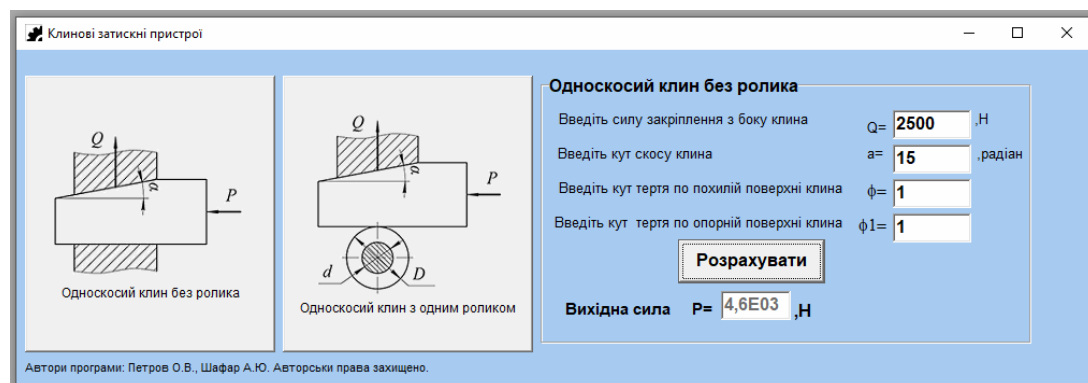 Клинові затискні пристрої
Q
α
P
Односкосий клин без ролика
Q
α
P
d
D
Односкосий клин з одним роликом
Односкосий клин без ролика
Введіть силу закріплення з боку клина Q= 2500 ,Н
Введіть кут скосу клина а= 15 ,радіан
Введіть кут тертя по похилій поверхні клина ϕ= 1
Введіть кут тертя по опорній поверхні клина ϕ1= 1
Розрахувати
Вихідна сила P= 4,6E03 ,Н
Автори програми: Петров О.В., Шафар А.Ю. Авторськи права захищено.